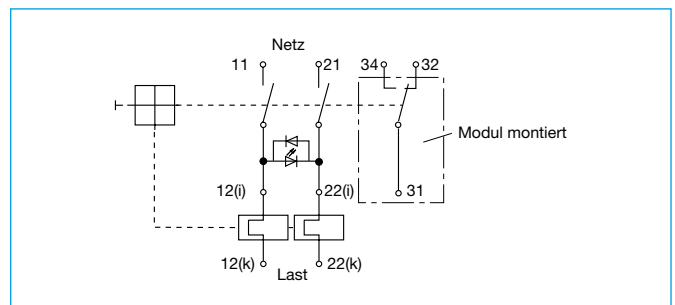 Netz
11 21 34 32
Modul montiert
12(i) 22(i) 31
12(k) 22(k)
Last